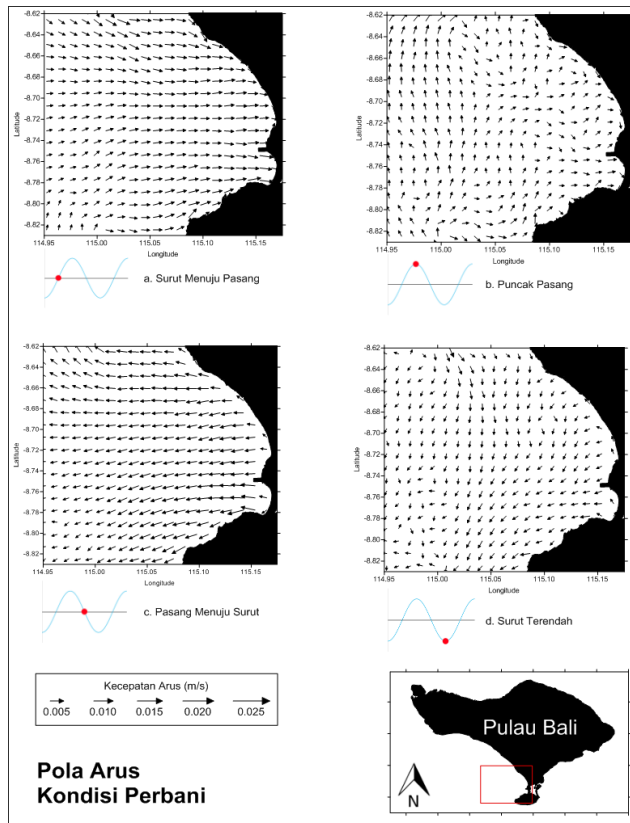 -8.62
-8.64
-8.66
-8.68
-8.70
-8.72
-8.74
-8.76
-8.78
-8.80
-8.82
Latitude
114.95 115.00 115.05 115.10 115.15
Longitude
a. Surut Menuju Pasang
-8.62
-8.64
-8.66
-8.68
-8.70
-8.72
-8.74
-8.76
-8.78
-8.80
-8.82
Latitude
114.95 115.00 115.05 115.10 115.15
Longitude
b. Puncak Pasang
-8.62
-8.64
-8.66
-8.68
-8.70
-8.72
-8.74
-8.76
-8.78
-8.80
-8.82
Latitude
114.95 115.00 115.05 115.10 115.15
Longitude
c. Pasang Menuju Surut
-8.62
-8.64
-8.66
-8.68
-8.70
-8.72
-8.74
-8.76
-8.78
-8.80
-8.82
Latitude
114.95 115.00 115.05 115.10 115.15
Longitude
d. Surut Terendah
Kecepatan Arus (m/s)
0.005 0.010 0.015 0.020 0.025
Pola Arus
Kondisi Perbani
Pulau Bali
N